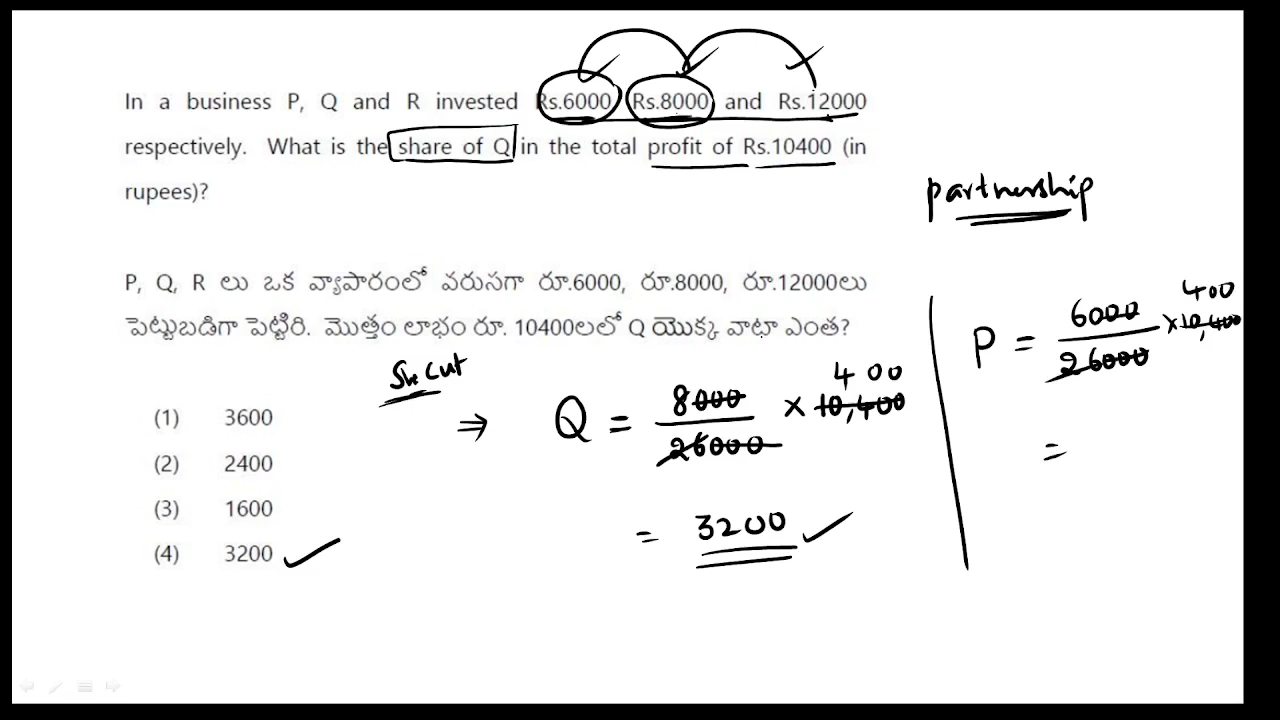 In a business P, Q and R invested Rs.6000, Rs.8000 and Rs.12000
respectively. What is the share of Q in the total profit of Rs.10400 (in
rupees)?
partnership
P, Q, R లు ఒక వ్యాపారంలో వరుసగా రూ.6000, రూ.8000, రూ.12000లు
పెట్టుబడిగా పెట్టిరి. మొత్తం లాభం రూ. 10400లలో Q యొక్క వాటా ఎంత?
(1) 3600
(2) 2400
(3) 1600
(4) 3200
cut
⇒ Q = 8000/26000 × 10,400 400
= 3200
P = 6000/26000 × 10,400 400
=